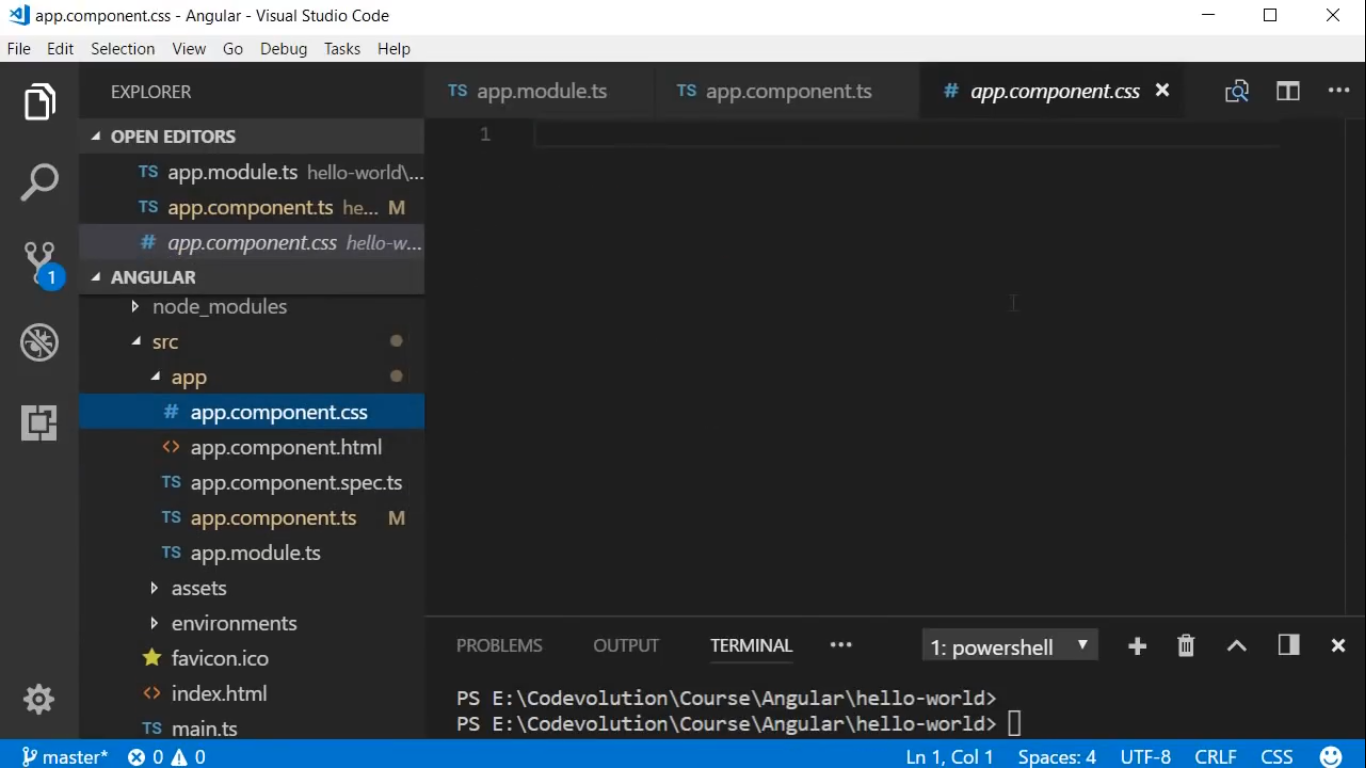 app.component.css - Angular - Visual Studio Code
File Edit Selection View Go Debug Tasks Help
EXPLORER
TS app.module.ts TS app.component.ts # app.component.css
OPEN EDITORS
TS app.module.ts hello-world\...
TS app.component.ts he... M
# app.component.css hello-w...
1
1
ANGULAR
node_modules
src
app
# app.component.css
<> app.component.html
TS app.component.spec.ts
TS app.component.ts M
TS app.module.ts
assets
environments
favicon.ico
<> index.html
TS main.ts
PROBLEMS OUTPUT TERMINAL ••• 1: powershell
PS E:\Codevolution\Course\Angular\hello-world>
PS E:\Codevolution\Course\Angular\hello-world>
master* 0 0 Ln 1, Col 1 Spaces: 4 UTF-8 CRLF CSS